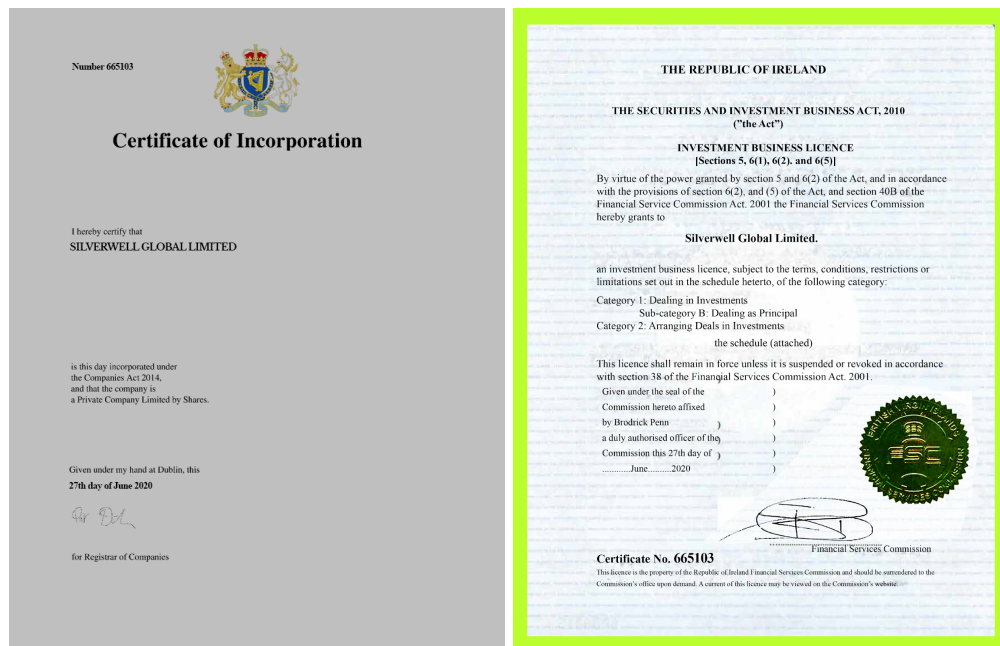 Number 665103
Certificate of Incorporation
I hereby certify that
SILVERWELL GLOBAL LIMITED
is this day incorporated under
the Companies Act 2014,
and that the company is
a Private Company Limited by Shares.
Given under my hand at Dublin, this
27th day of June 2020
for Registrar of Companies
THE REPUBLIC OF IRELAND
THE SECURITIES AND INVESTMENT BUSINESS ACT, 2010
("the Act")
INVESTMENT BUSINESS LICENCE
[Sections 5, 6(1), 6(2). and 6(5)]
By virtue of the power granted by section 5 and 6(2) of the Act, and in accordance
with the provisions of section 6(2), and (5) of the Act, and section 40B of the
Financial Service Commission Act. 2001 the Financial Services Commission
hereby grants to
Silverwell Global Limited.
an investment business licence, subject to the terms, conditions, restrictions or
limitations set out in the schedule heterto, of the following category:
Category 1: Dealing in Investments
Sub-category B: Dealing as Principal
Category 2: Arranging Deals in Investments
the schedule (attached)
This licence shall remain in force unless it is suspended or revoked in accordance
with section 38 of the Financial Services Commission Act. 2001.
Given under the seal of the )
Commission hereto affixed )
by Brodrick Penn ) )
a duly authorised officer of the) )
Commission this 27th day of ) )
............June..........2020 )
BRITISH VIRGIN ISLANDS
FSC
FINANCIAL SERVICES COMMISSION
Financial Services Commission
Certificate No. 665103
This licence is the property of the Republic of Ireland Financial Services Commission and should be surrendered to the
Commission's office upon demand. A current of this licence may be viewed on the Commission's website.